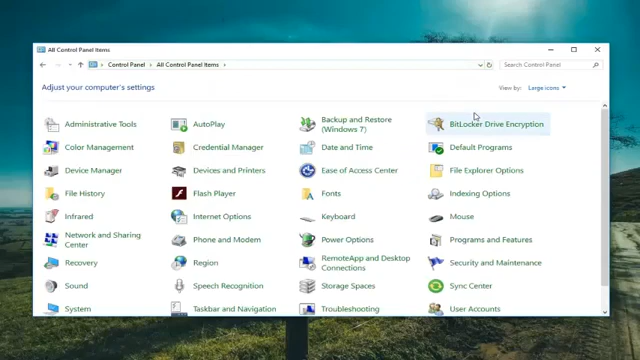 All Control Panel Items
Control Panel > All Control Panel Items >
Search Control Panel
Adjust your computer's settings
View by: Large icons
Administrative Tools
AutoPlay
Backup and Restore
(Windows 7)
BitLocker Drive Encryption
Color Management
Credential Manager
Date and Time
Default Programs
Device Manager
Devices and Printers
Ease of Access Center
File Explorer Options
File History
Flash Player
Fonts
Indexing Options
Infrared
Internet Options
Keyboard
Mouse
Network and Sharing
Center
Phone and Modem
Power Options
Programs and Features
Recovery
Region
RemoteApp and Desktop
Connections
Security and Maintenance
Sound
Speech Recognition
Storage Spaces
Sync Center
System
Taskbar and Navigation
Troubleshooting
User Accounts